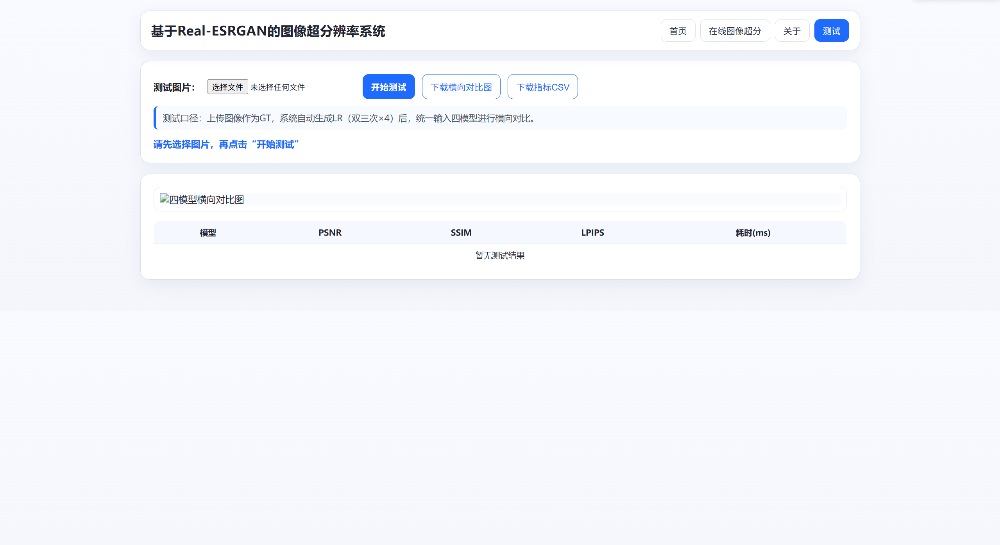 基于Real-ESRGAN的图像超分辨率系统
首页
在线图像超分
关于
测试
测试图片：
选择文件 未选择任何文件
开始测试
下载横向对比图
下载指标CSV
测试口径：上传图像作为GT，系统自动生成LR（双三次×4）后，统一输入四模型进行横向对比。
请先选择图片，再点击“开始测试”
四模型横向对比图
模型 PSNR SSIM LPIPS 耗时(ms)
暂无测试结果